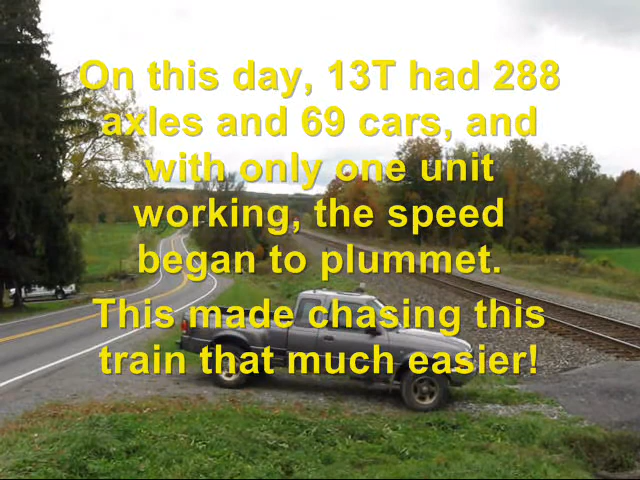 On this day, 13T had 288
axles and 69 cars, and
with only one unit
working, the speed
began to plummet.
This made chasing this
train that much easier!